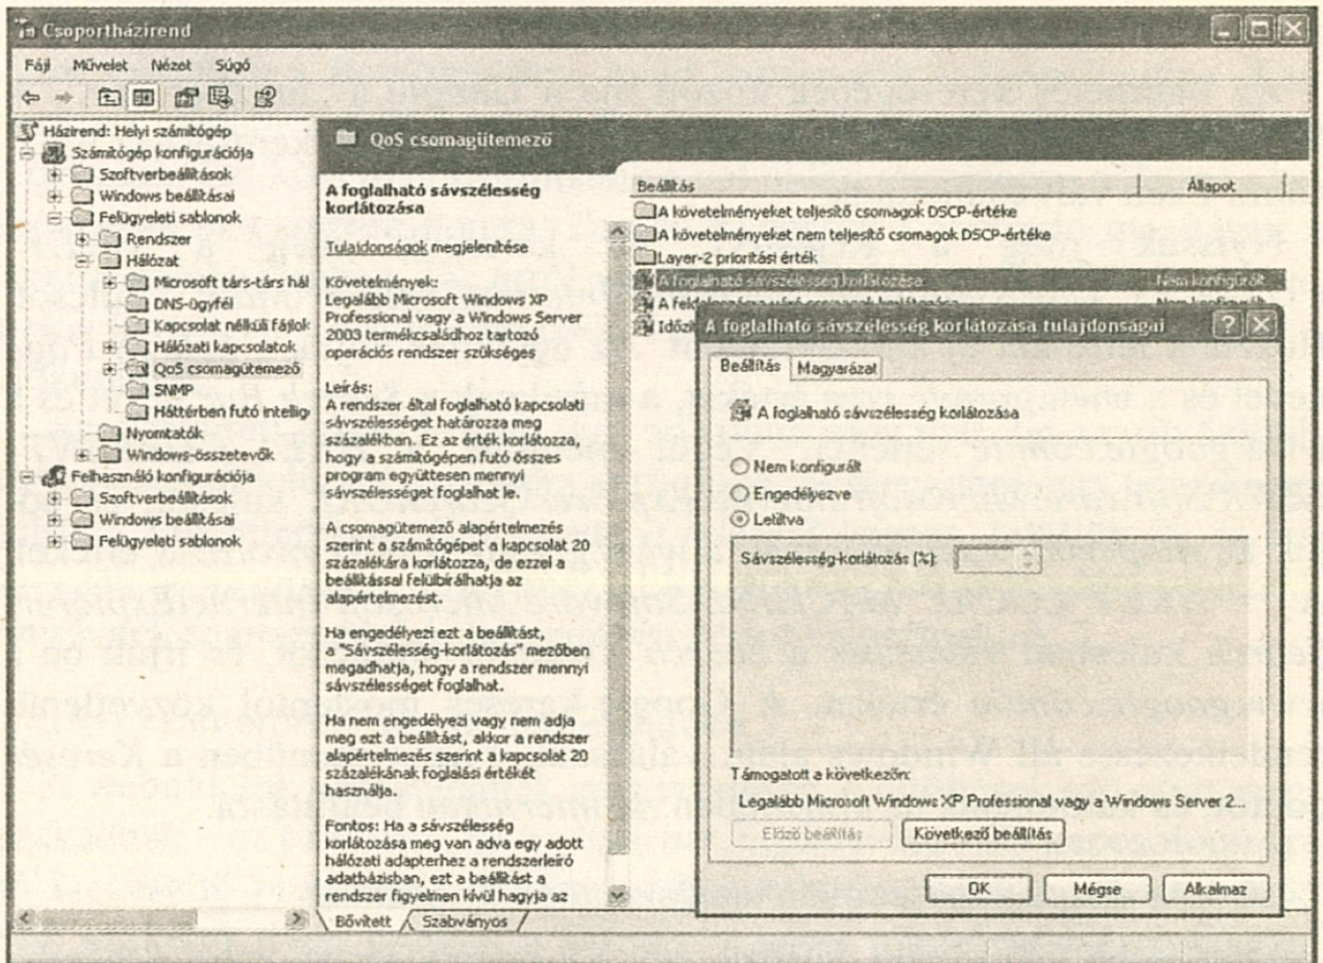 Csoportházirend
Fájl Művelet Nézet Súgó
Házirend: Helyi számítógép
Számítógép konfigurációja
Szoftverbeállítások
Windows beállításai
Felügyeleti sablonok
Rendszer
Hálózat
Microsoft társ-társ hál
DNS-ügyfél
Kapcsolat nélküli fájlok
Hálózati kapcsolatok
QoS csomagütemező
SNMP
Háttérben futó intellig
Nyomtatók
Windows-összetevők
Felhasználó konfigurációja
Szoftverbeállítások
Windows beállításai
Felügyeleti sablonok
QoS csomagütemező
A foglalható sávszélesség
korlátozása
Tulajdonságok megjelenítése
Követelmények:
Legalább Microsoft Windows XP
Professional vagy a Windows Server
2003 termékcsaládhoz tartozó
operációs rendszer szükséges
Leírás:
A rendszer által foglalható kapcsolati
sávszélességet határozza meg
százalékban. Ez az érték korlátozza,
hogy a számítógépen futó összes
program együttesen mennyi
sávszélességet foglalhat le.
A csomagütemező alapértelmezés
szerint a számítógépet a kapcsolat 20
százalékára korlátozza, de ezzel a
beállítással felülbírálhatja az
alapértelmezést.
Ha engedélyezi ezt a beállítást,
a "Sávszélesség-korlátozás" mezőben
megadhatja, hogy a rendszer mennyi
sávszélességet foglalhat.
Ha nem engedélyezi vagy nem adja
meg ezt a beállítást, akkor a rendszer
alapértelmezés szerint a kapcsolat 20
százalékának foglalási értékét
használja.
Fontos: Ha a sávszélesség
korlátozása meg van adva egy adott
hálózati adapterhez a rendszerleíró
adatbázisban, ezt a beállítást a
rendszer figyelmen kívül hagyja az
Bővített Szabványos
Beállítás Állapot
A követelményeket teljesítő csomagok DSCP-értéke
A követelményeket nem teljesítő csomagok DSCP-értéke
Layer-2 prioritási érték
A foglalható sávszélesség korlátozása Nem konfigurált
A feldolgozásra váró csomagok korlátozása Nem konfigurált
Időzít
A foglalható sávszélesség korlátozása tulajdonságai
Beállítás Magyarázat
A foglalható sávszélesség korlátozása
Nem konfigurált
Engedélyezve
Letiltva
Sávszélesség-korlátozás [%]:
Támogatott a következőn:
Legalább Microsoft Windows XP Professional vagy a Windows Server 2...
Előző beállítás Következő beállítás
OK Mégse Alkalmaz